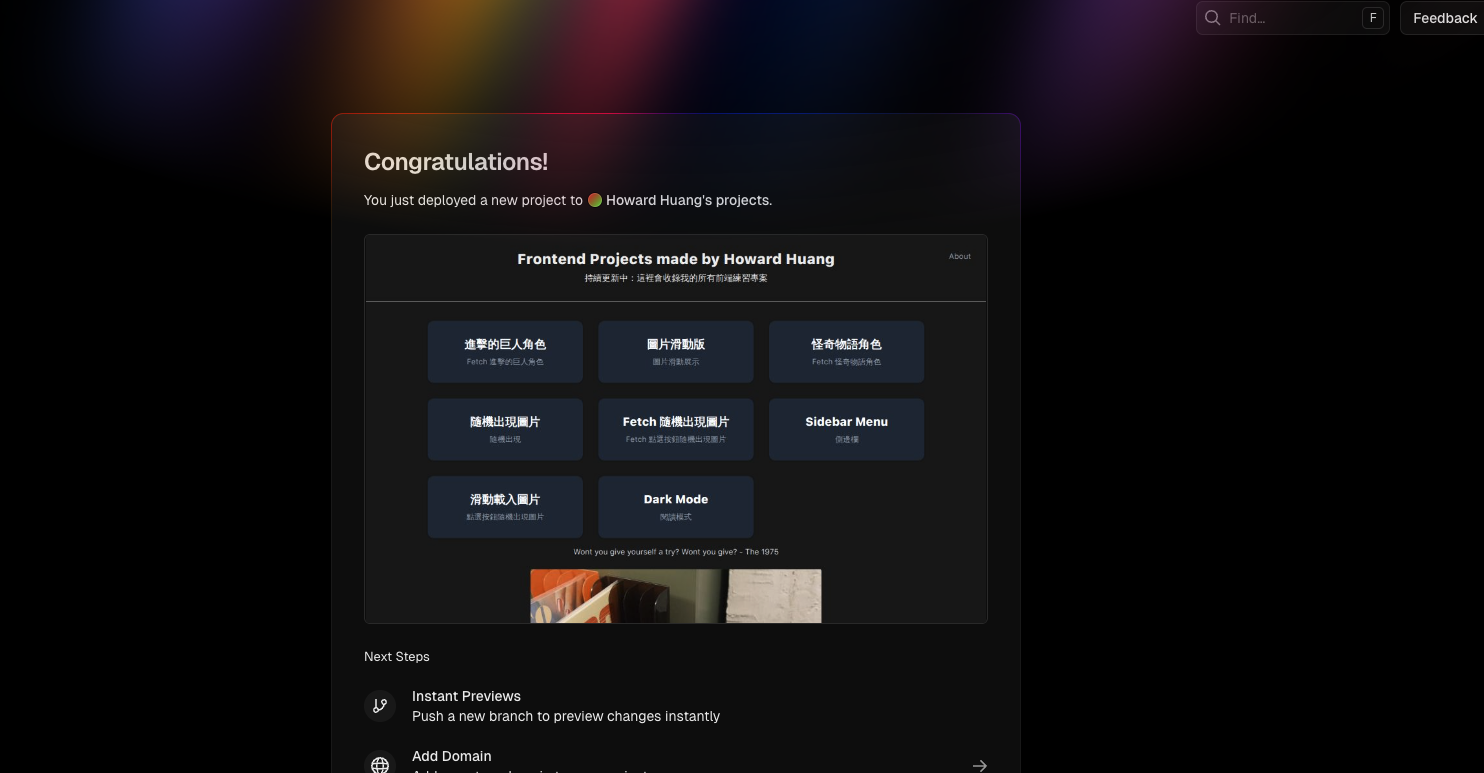 Find...
F
Feedback
Congratulations!
You just deployed a new project to Howard Huang's projects.
Frontend Projects made by Howard Huang
About
持續更新中：這裡會收錄我的所有前端練習專案
進擊的巨人角色
Fetch 進擊的巨人角色
圖片滑動版
圖片滑動展示
怪奇物語角色
Fetch 怪奇物語角色
隨機出現圖片
隨機出現
Fetch 隨機出現圖片
Fetch 點選按鈕隨機出現圖片
Sidebar Menu
側邊欄
滑動載入圖片
點選按鈕隨機出現圖片
Dark Mode
閱讀模式
Wont you give yourself a try? Wont you give? - The 1975
Next Steps
Instant Previews
Push a new branch to preview changes instantly
Add Domain